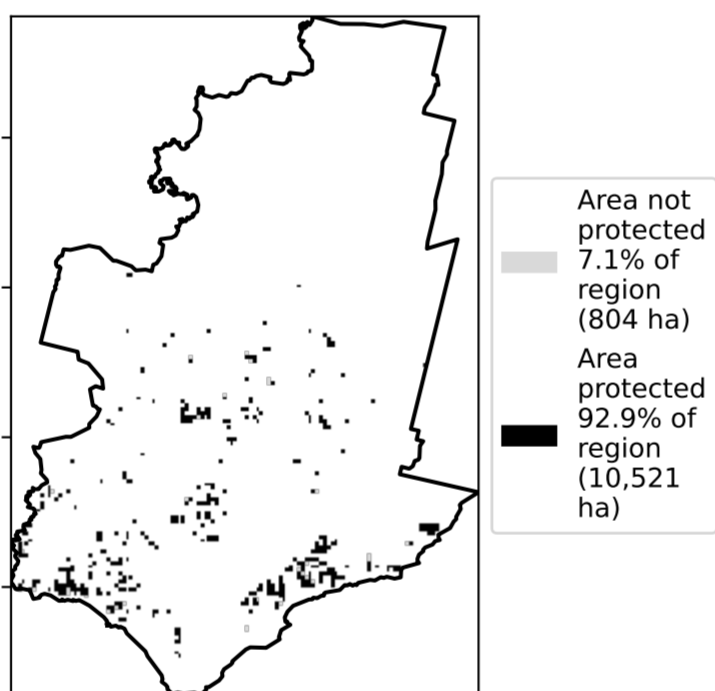 Area not
protected
7.1% of
region
(804 ha)
Area
protected
92.9% of
region
(10,521
ha)